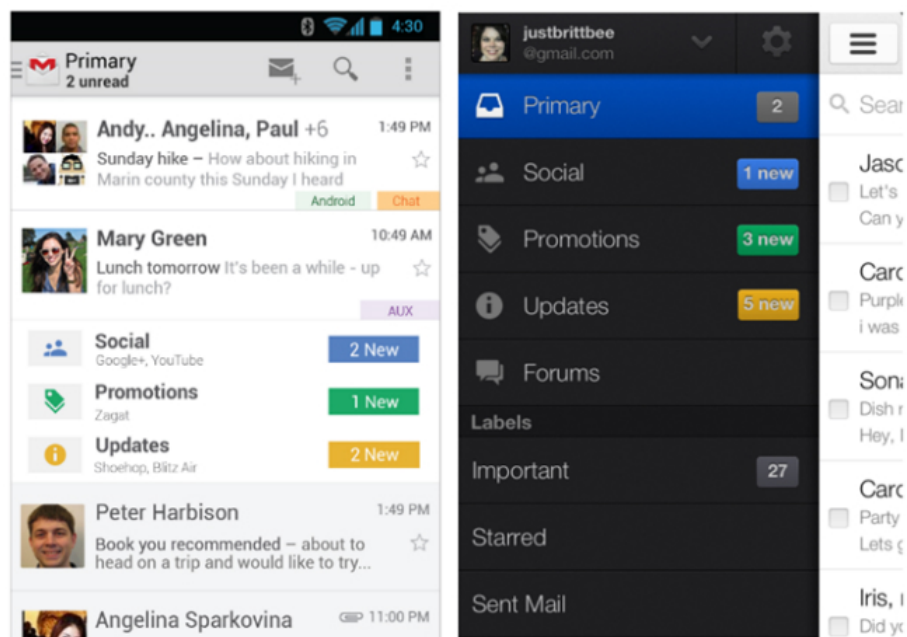 4:30
Primary
2 unread
Andy.. Angelina, Paul +6 1:49 PM
Sunday hike – How about hiking in
Marin county this Sunday I heard
Android Chat
Mary Green 10:49 AM
Lunch tomorrow It's been a while - up
for lunch?
AUX
Social
Google+, YouTube
2 New
Promotions
Zagat
1 New
Updates
Shoehop, Blitz Air
2 New
Peter Harbison 1:49 PM
Book you recommended – about to
head on a trip and would like to try...
Angelina Sparkovina 11:00 PM
justbrittbee
@gmail.com
Primary 2
Social 1 new
Promotions 3 new
Updates 5 new
Forums
Labels
Important 27
Starred
Sent Mail
Sear
Jasc
Let's
Can y
Carc
Purple
i was
Sona
Dish r
Hey, I
Carc
Party
Lets g
Iris,
Did yo